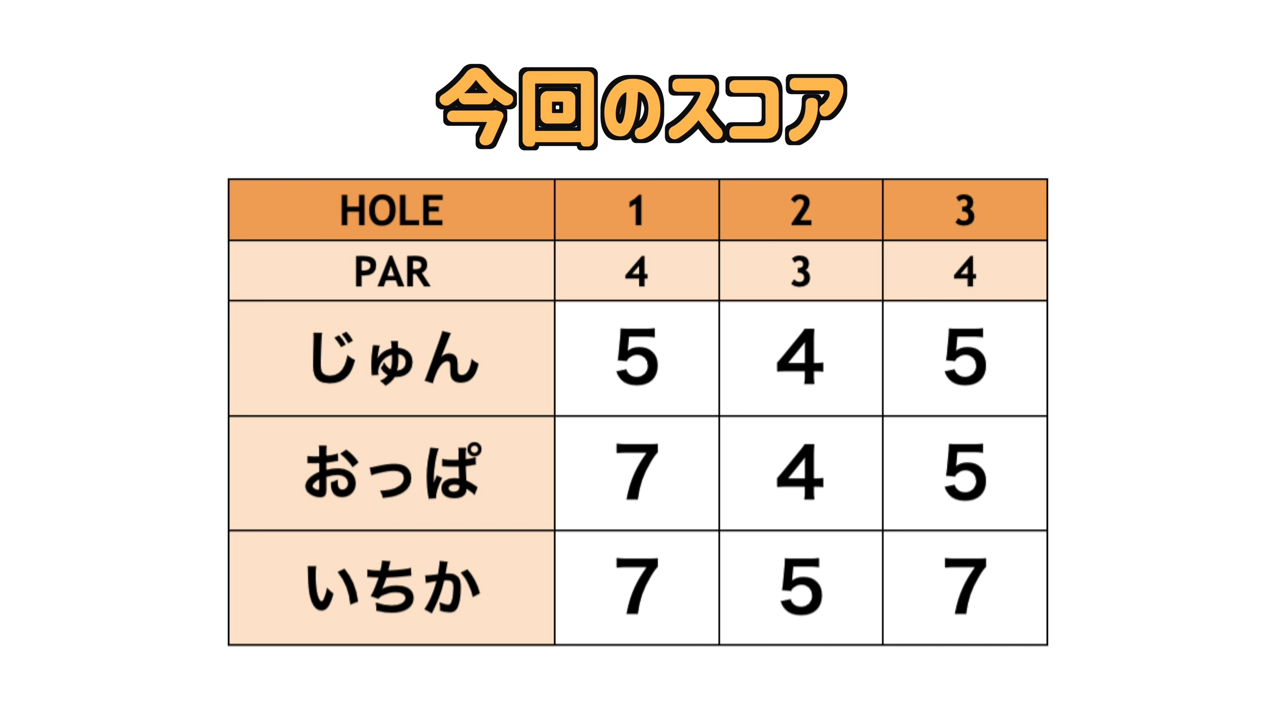 今回のスコア
HOLE 1 2 3
PAR 4 3 4
じゅん 5 4 5
おっぱ 7 4 5
いちか 7 5 7